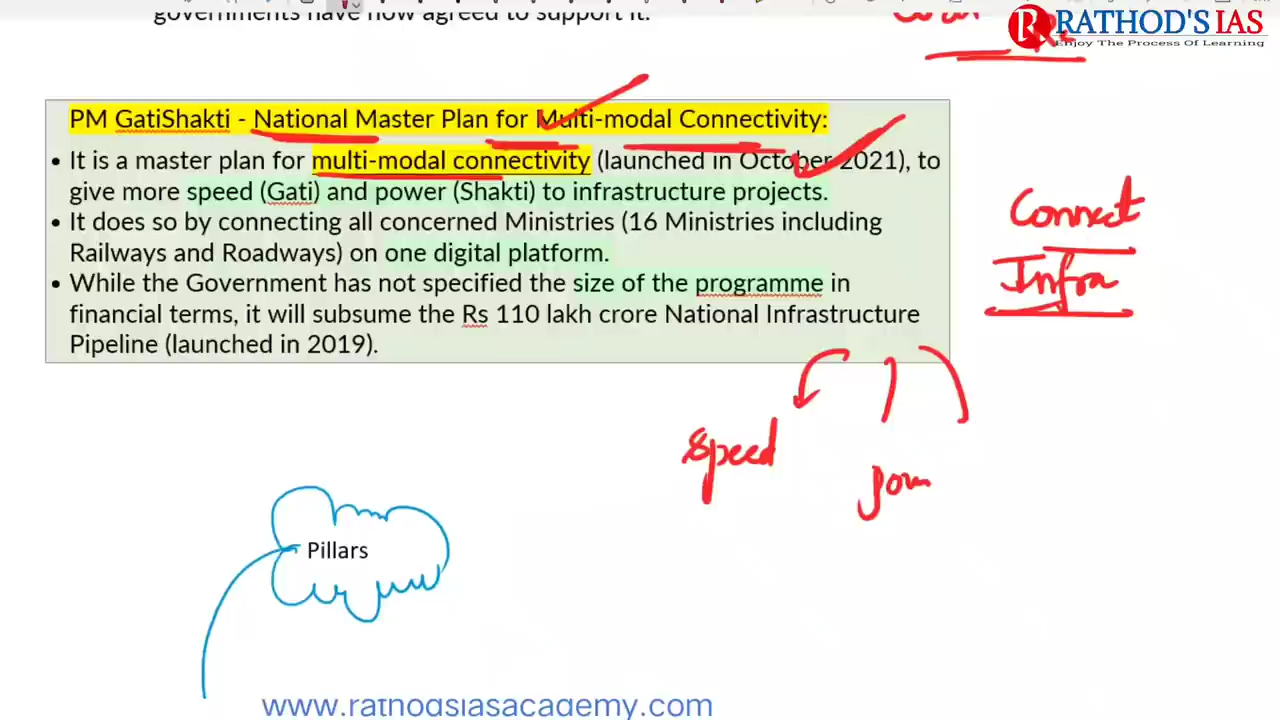 governments have now agreed to support it.
RATHOD'S IAS
Enjoy The Process Of Learning
PM GatiShakti - National Master Plan for Multi-modal Connectivity:
• It is a master plan for multi-modal connectivity (launched in October 2021), to
give more speed (Gati) and power (Shakti) to infrastructure projects.
• It does so by connecting all concerned Ministries (16 Ministries including
Railways and Roadways) on one digital platform.
• While the Government has not specified the size of the programme in
financial terms, it will subsume the Rs 110 lakh crore National Infrastructure
Pipeline (launched in 2019).
Connect
Infra
Speed
pow
Pillars
www.rathodsiasacademy.com